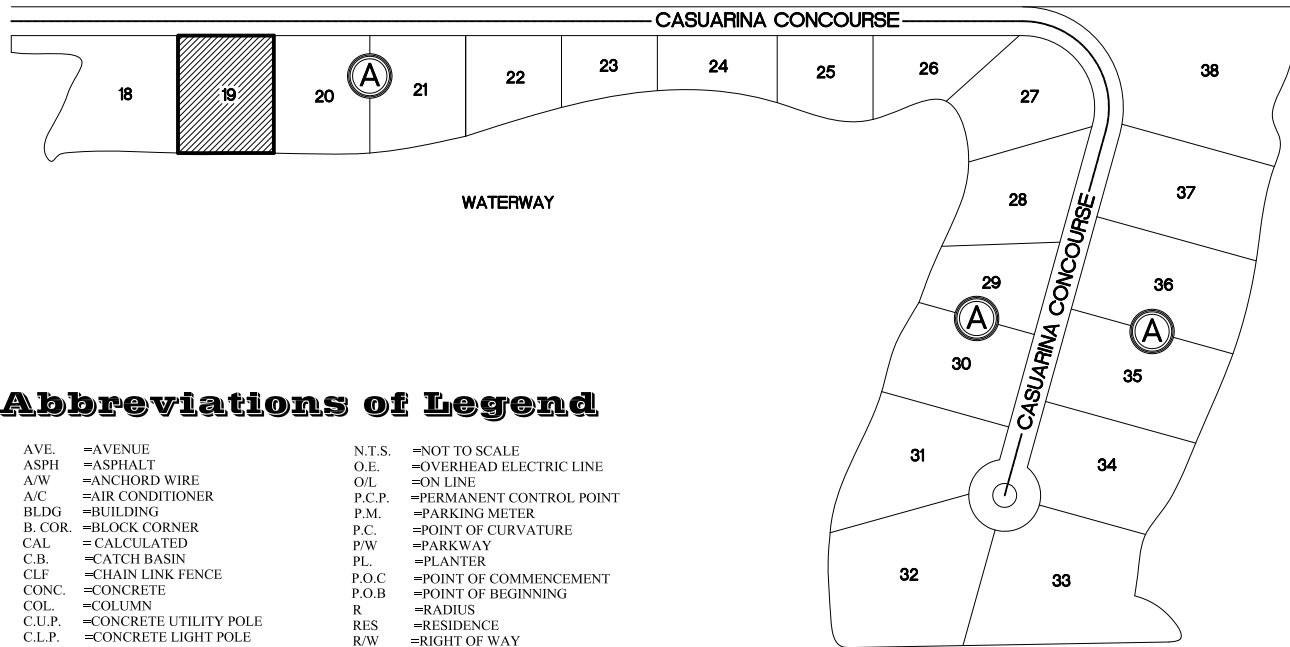 CASUARINA CONCOURSE
18
19
20
A
21
22
23
24
25
26
27
38
28
37
WATERWAY
CASUARINA CONCOURSE
29
36
A
A
30
35
31
34
32
33
Abbreviations of Legend
AVE. =AVENUE
ASPH =ASPHALT
A/W =ANCHORD WIRE
A/C =AIR CONDITIONER
BLDG =BUILDING
B. COR. =BLOCK CORNER
CAL = CALCULATED
C.B. =CATCH BASIN
CLF =CHAIN LINK FENCE
CONC. =CONCRETE
COL. =COLUMN
C.U.P. =CONCRETE UTILITY POLE
C.L.P. =CONCRETE LIGHT POLE
N.T.S. =NOT TO SCALE
O.E. =OVERHEAD ELECTRIC LINE
O/L =ON LINE
P.C.P. =PERMANENT CONTROL POINT
P.M. =PARKING METER
P.C. =POINT OF CURVATURE
P/W =PARKWAY
PL. =PLANTER
P.O.C =POINT OF COMMENCEMENT
P.O.B =POINT OF BEGINNING
R =RADIUS
RES =RESIDENCE
R/W =RIGHT OF WAY